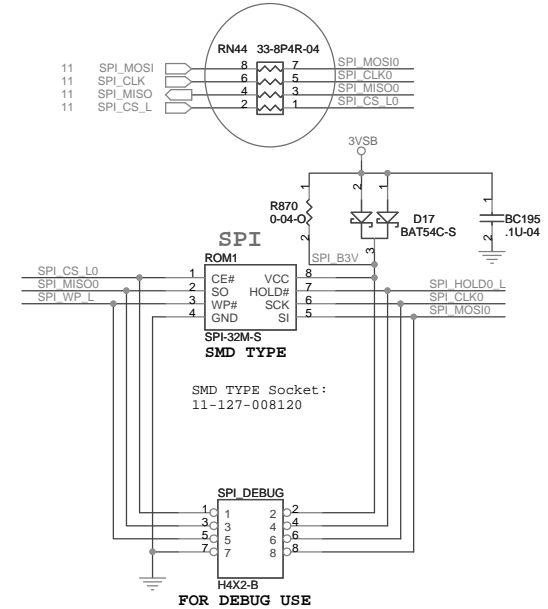 RN44 33-8P4R-04
11 SPI_MOSI 8 7 SPI_MOSI0
11 SPI_CLK 6 5 SPI_CLK0
11 SPI_MISO 4 3 SPI_MISO0
11 SPI_CS_L 2 1 SPI_CS_L0
3VSB
1 2 1 1
R870
0-04-O
D17
BAT54C-S
BC195
.1U-04
2 3 2
SPI
SPI_B3V
ROM1
SPI_CS_L0 1 CE# VCC 8
SPI_MISO0 2 SO HOLD# 7 SPI_HOLD0_L
SPI_WP_L 3 WP# SCK 6 SPI_CLK0
4 GND SI 5 SPI_MOSI0
SPI-32M-S
SMD TYPE
SMD TYPE Socket:
11-127-008120
SPI_DEBUG
1 1 2 2
3 3 4 4
5 5 6 6
7 7 8 8
H4X2-B
FOR DEBUG USE